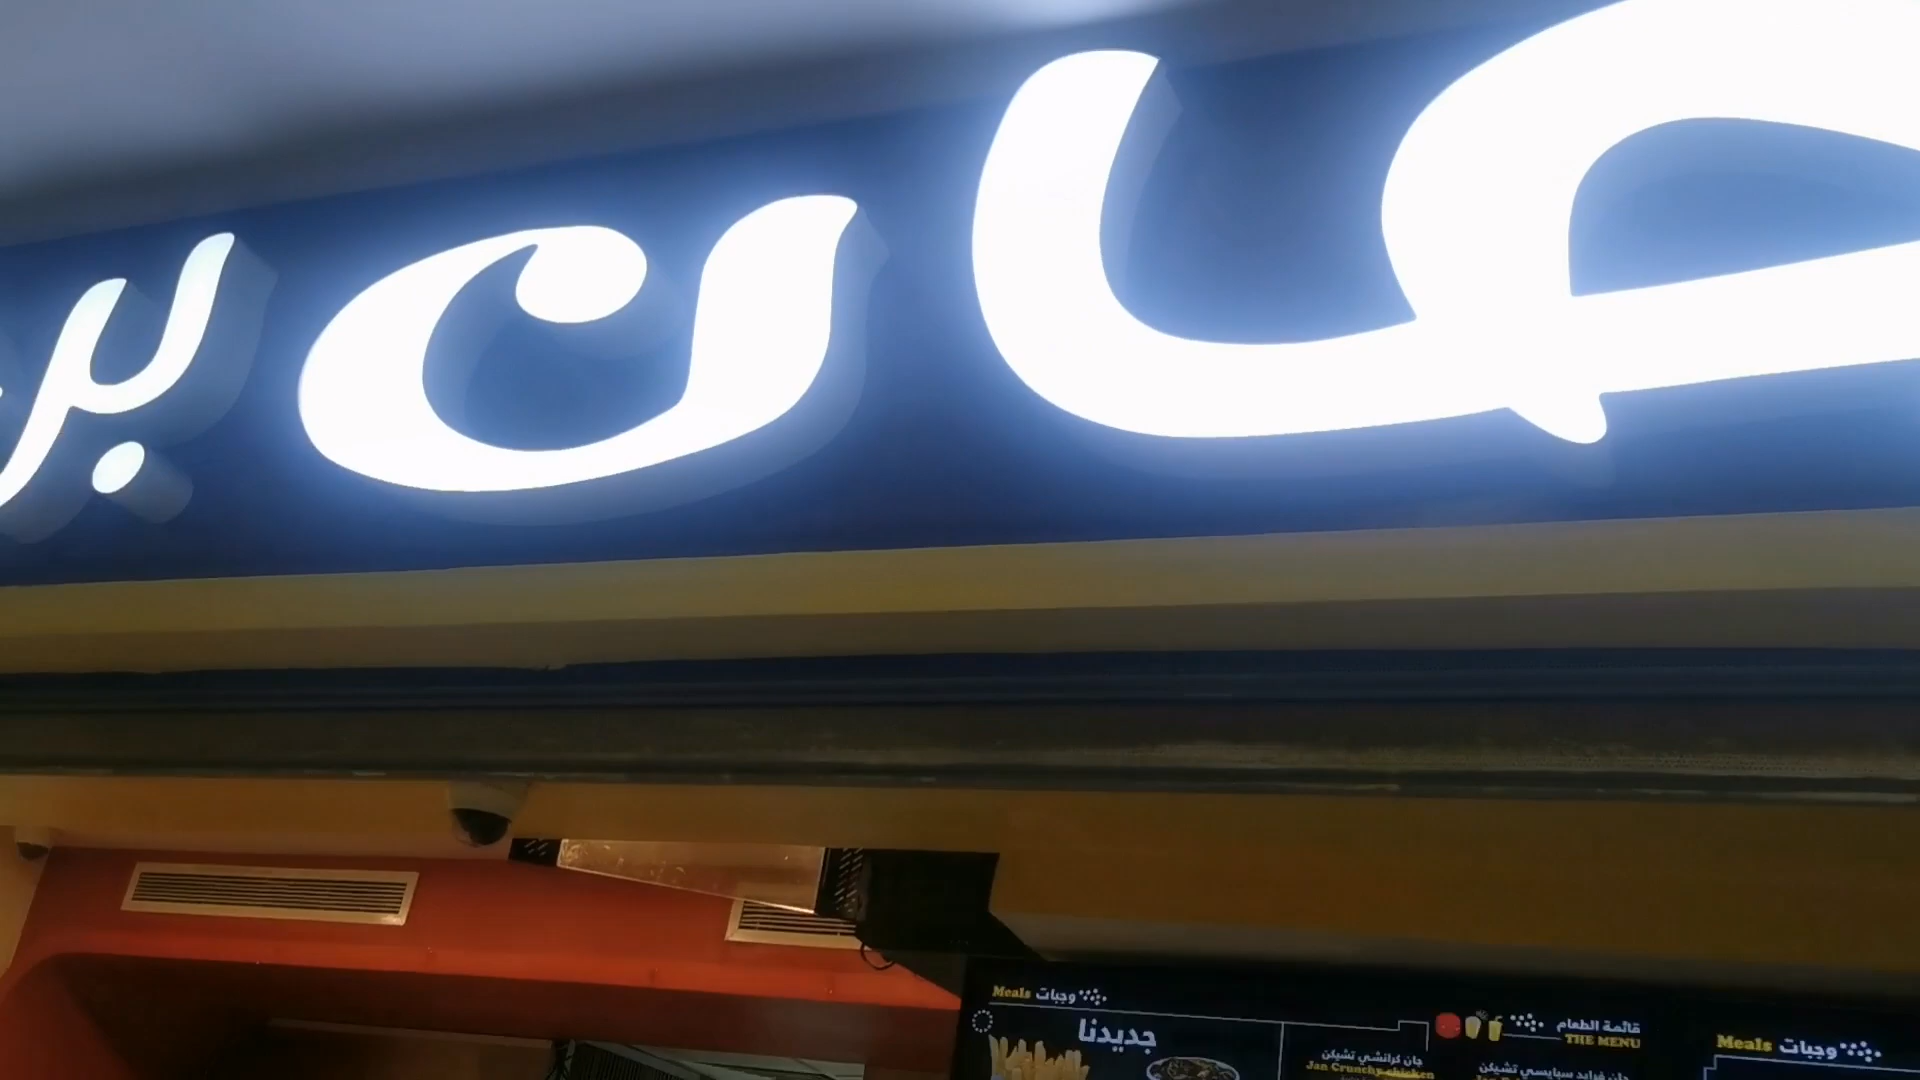 جان بر
Meals وجبات
جديدنا
جان كرانشي تشيكن
Jan Crunchy chicken
قائمة الطعام
THE MENU
جان فرايد سبايسي تشيكن
Meals وجبات